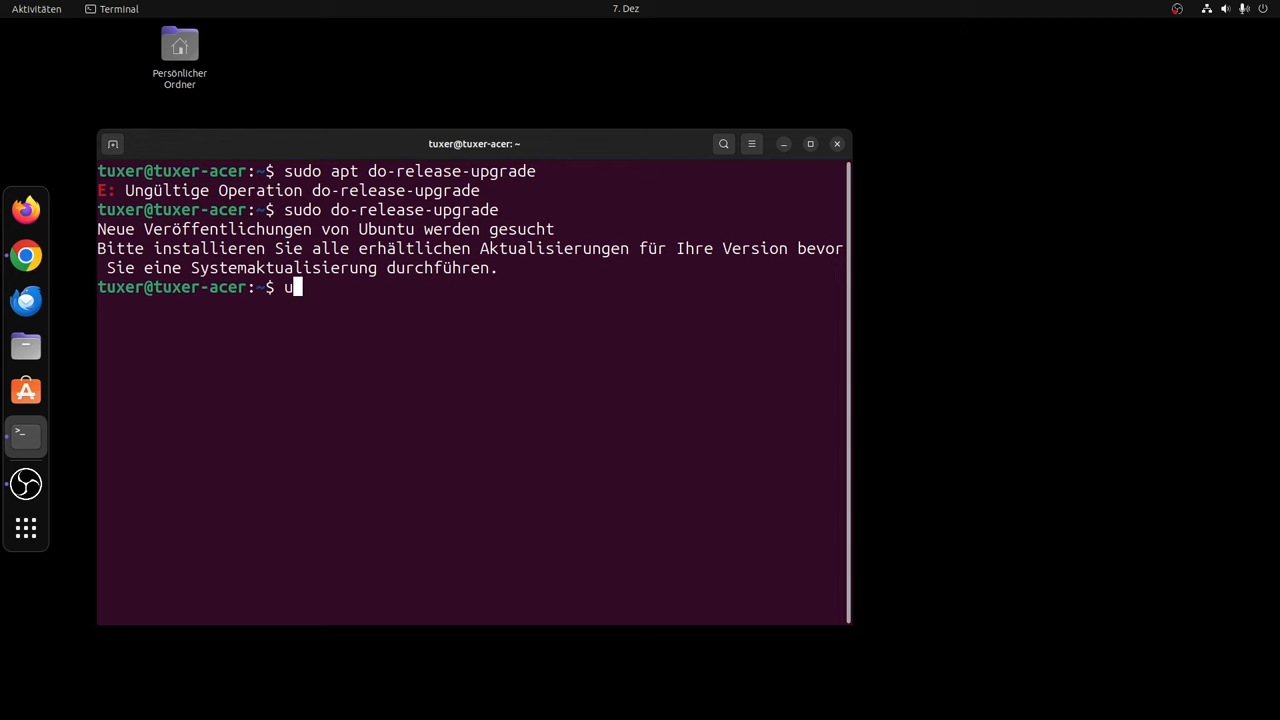 Aktivitäten Terminal 7. Dez
Persönlicher
Ordner
tuxer@tuxer-acer: ~
tuxer@tuxer-acer:~$ sudo apt do-release-upgrade
E: Ungültige Operation do-release-upgrade
tuxer@tuxer-acer:~$ sudo do-release-upgrade
Neue Veröffentlichungen von Ubuntu werden gesucht
Bitte installieren Sie alle erhältlichen Aktualisierungen für Ihre Version bevor
Sie eine Systemaktualisierung durchführen.
tuxer@tuxer-acer:~$ u